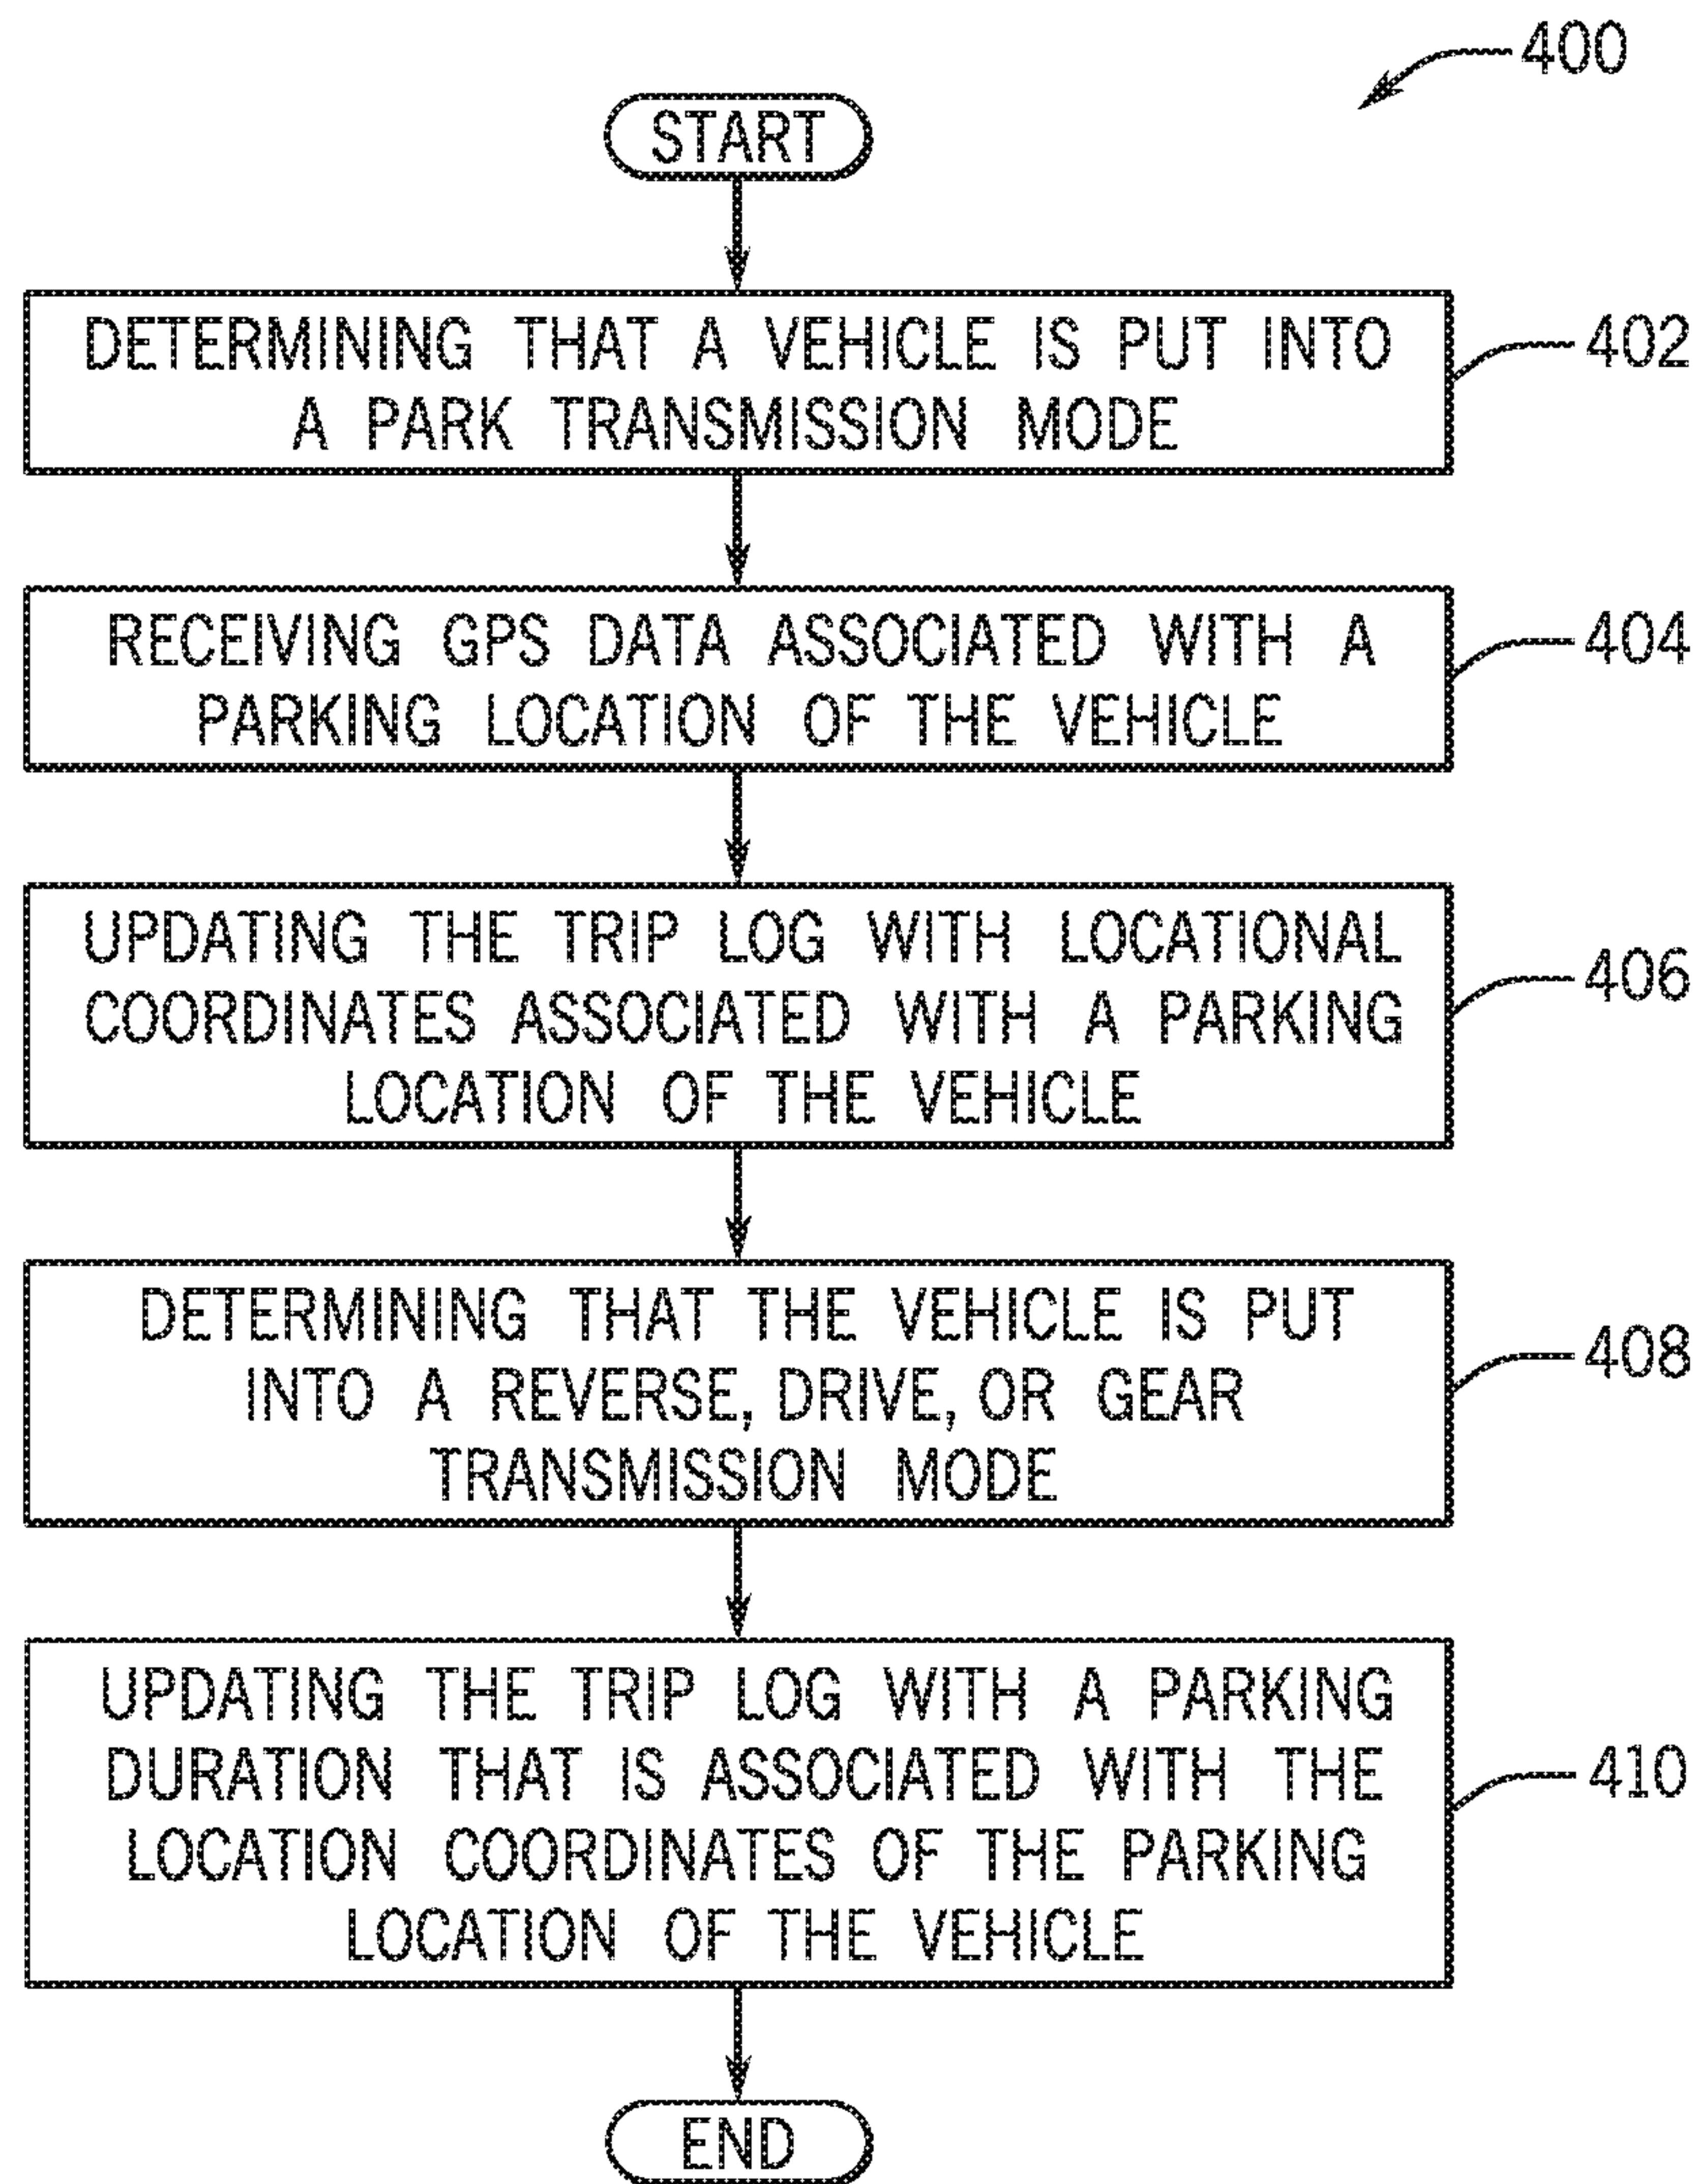 400
START
DETERMINING THAT A VEHICLE IS PUT INTO
A PARK TRANSMISSION MODE
402
RECEIVING GPS DATA ASSOCIATED WITH A
PARKING LOCATION OF THE VEHICLE
404
UPDATING THE TRIP LOG WITH LOCATIONAL
COORDINATES ASSOCIATED WITH A PARKING
LOCATION OF THE VEHICLE
406
DETERMINING THAT THE VEHICLE IS PUT
INTO A REVERSE, DRIVE, OR GEAR
TRANSMISSION MODE
408
UPDATING THE TRIP LOG WITH A PARKING
DURATION THAT IS ASSOCIATED WITH THE
LOCATION COORDINATES OF THE PARKING
LOCATION OF THE VEHICLE
410
END